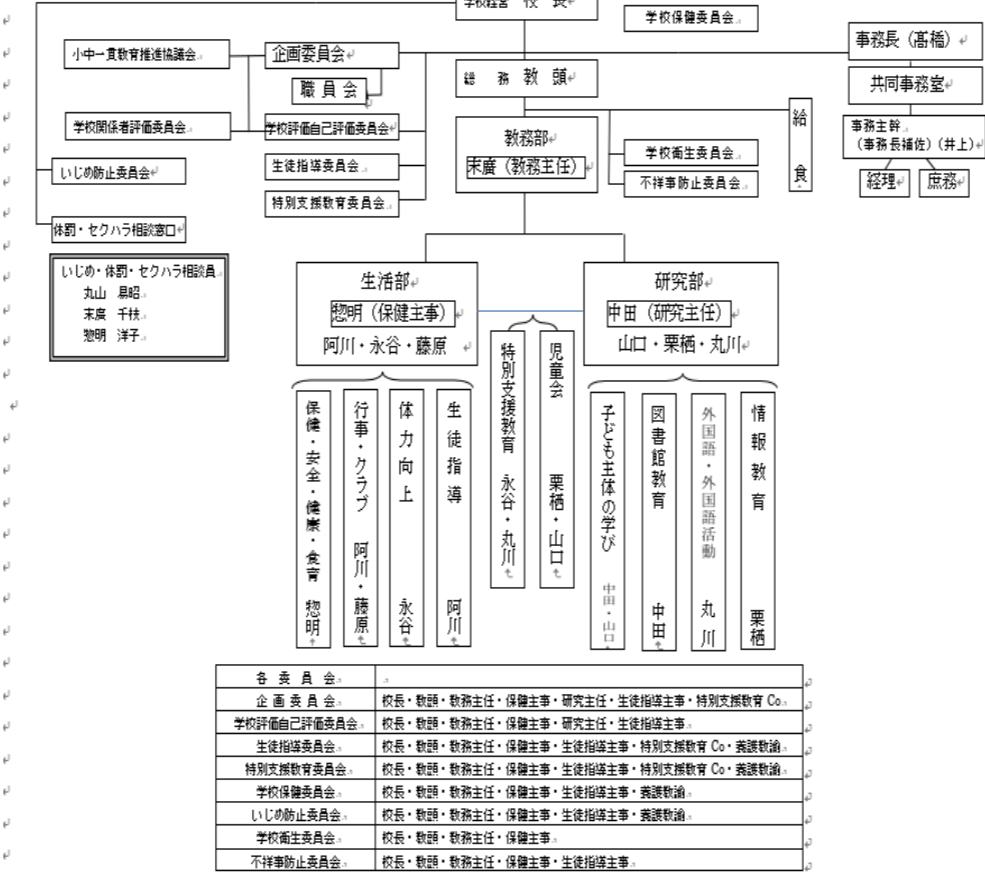 学校経営 校 長
学校保健委員会
小中一貫教育推進協議会
企画委員会
職 員 会
総 務 教 頭
事務長（髙橋）
共同事務室
学校関係者評価委員会
学校評価自己評価委員会
教務部
末廣（教務主任）
給 食
事務主幹
（事務長補佐）（井上）
いじめ防止委員会
生徒指導委員会
学校衛生委員会
不祥事防止委員会
経理
庶務
特別支援教育委員会
体罰・セクハラ相談窓口
いじめ・体罰・セクハラ相談員
丸山 易昭
末廣 千枝
惣明 洋子
生活部
惣明（保健主事）
阿川・永谷・藤原
研究部
中田（研究主任）
山口・栗栖・丸川
保健・安全・健康・食育 惣明
行事・クラブ 阿川・藤原
体力向上 永谷
生徒指導 阿川
特別支援教育 永谷・丸川
児童会 栗栖・山口
子ども主体の学び 中田・山口
図書館教育 中田
外国語・外国語活動 丸川
情報教育 栗栖
各 委 員 会
企 画 委 員 会 校長・教頭・教務主任・保健主事・研究主任・生徒指導主事・特別支援教育 Co
学校評価自己評価委員会 校長・教頭・教務主任・保健主事・研究主任・生徒指導主事
生徒指導委員会 校長・教頭・教務主任・保健主事・生徒指導主事・特別支援教育 Co・養護教諭
特別支援教育委員会 校長・教頭・教務主任・保健主事・生徒指導主事・特別支援教育 Co・養護教諭
学校保健委員会 校長・教頭・教務主任・保健主事・生徒指導主事・養護教諭
いじめ防止委員会 校長・教頭・教務主任・保健主事・生徒指導主事・養護教諭
学校衛生委員会 校長・教頭・教務主任・保健主事
不祥事防止委員会 校長・教頭・教務主任・保健主事・生徒指導主事